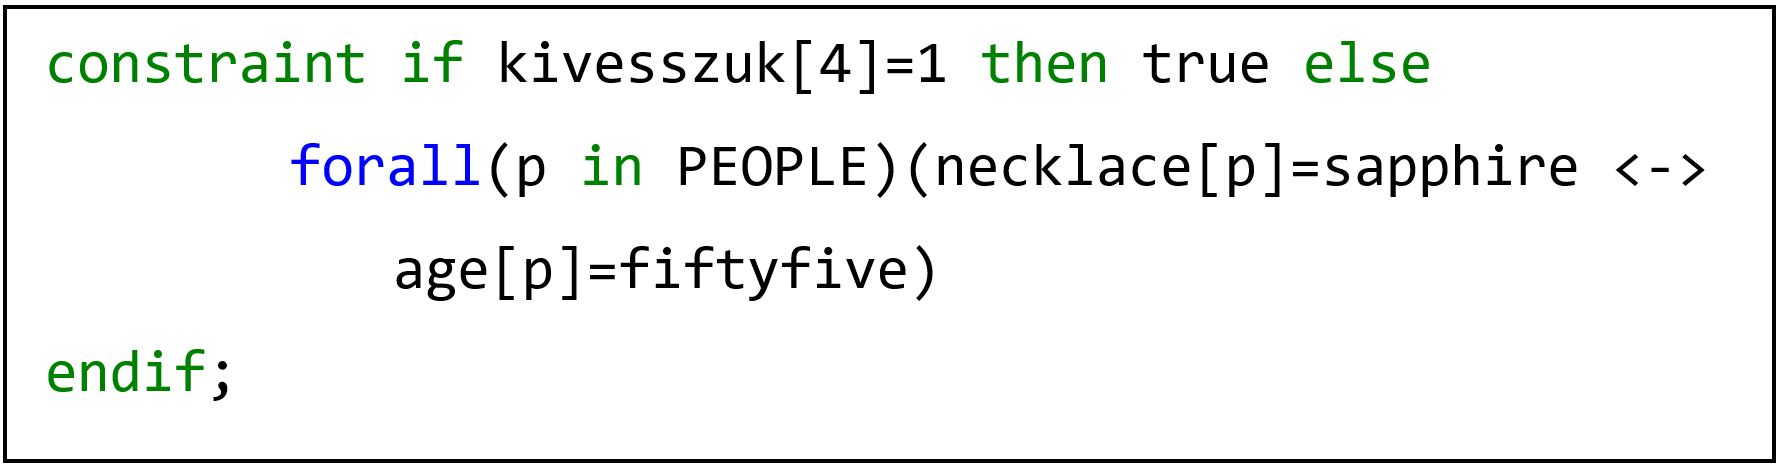 constraint if kivesszuk[4]=1 then true else
forall(p in PEOPLE)(necklace[p]=sapphire <->
age[p]=fiftyfive)
endif;